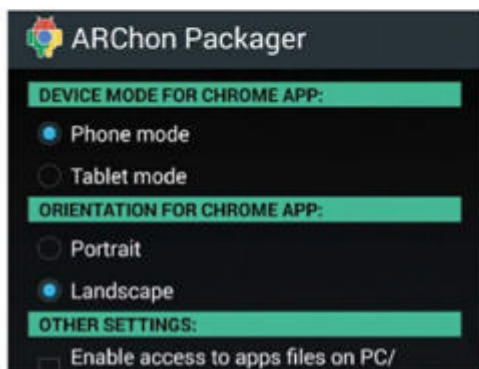 ARChon Packager
DEVICE MODE FOR CHROME APP:
Phone mode
Tablet mode
ORIENTATION FOR CHROME APP:
Portrait
Landscape
OTHER SETTINGS:
Enable access to apps files on PC/